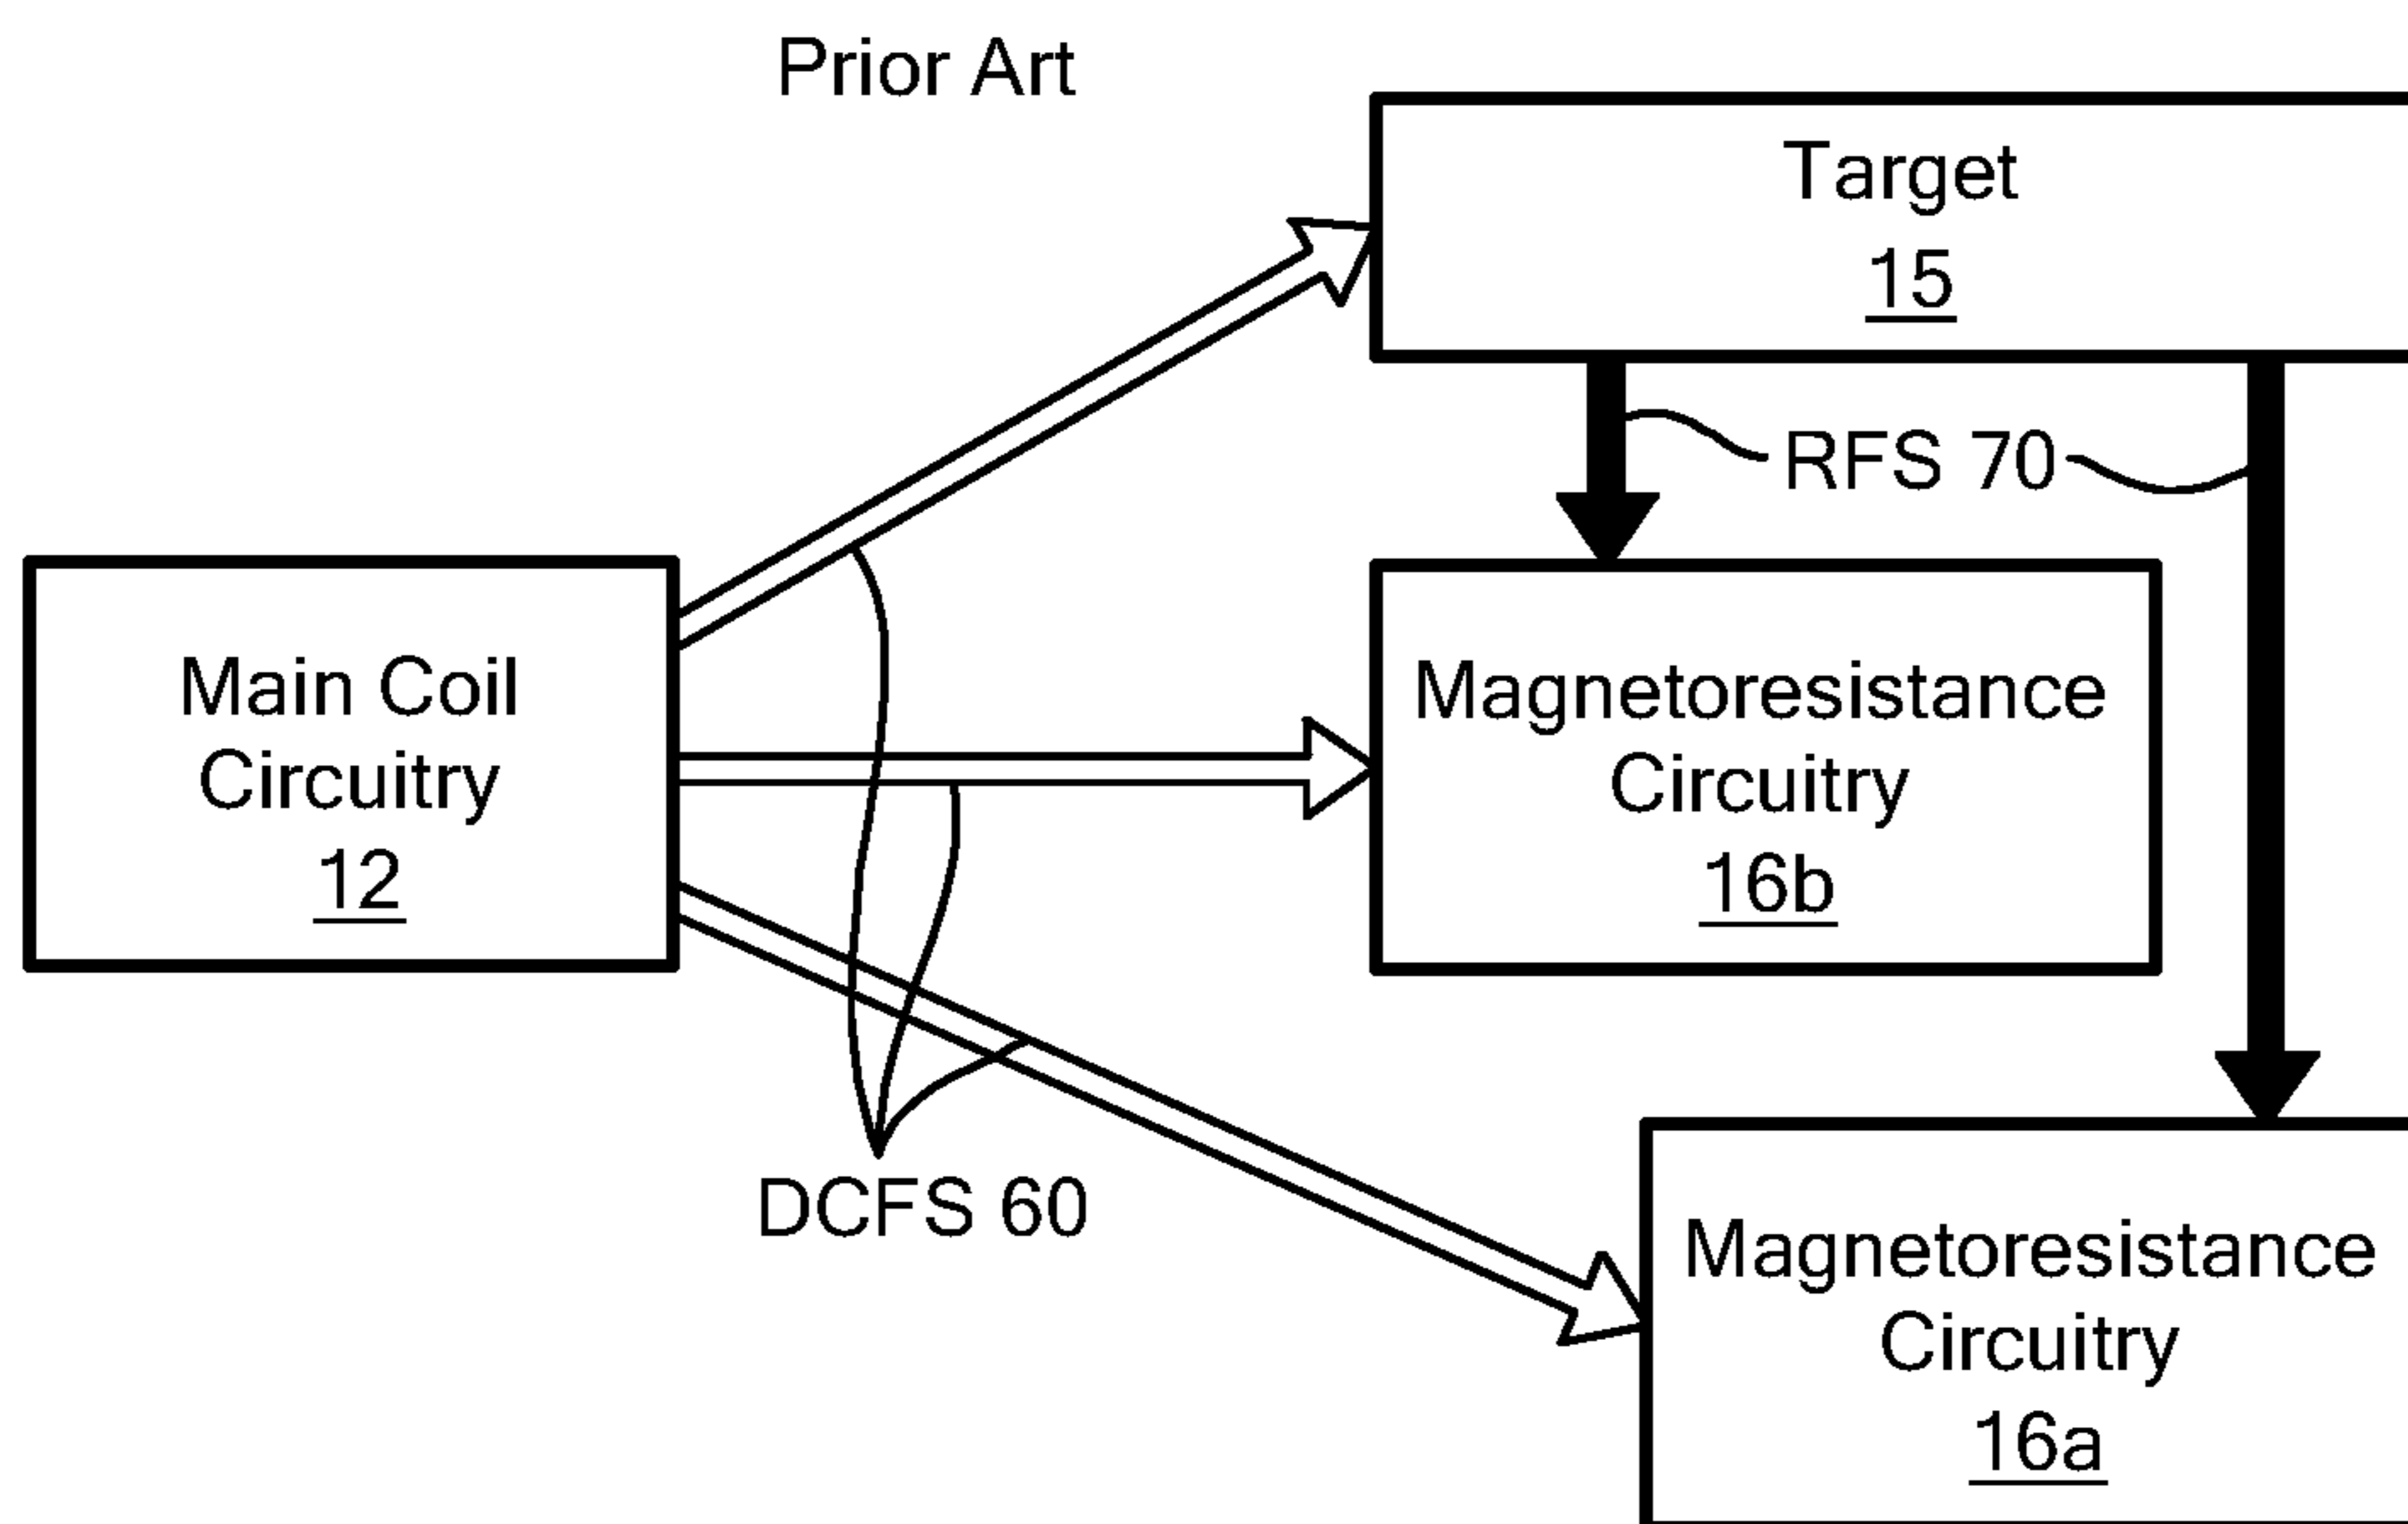 Prior Art
Target
15
RFS 70
Main Coil
Circuitry
12
Magnetoresistance
Circuitry
16b
DCFS 60
Magnetoresistance
Circuitry
16a